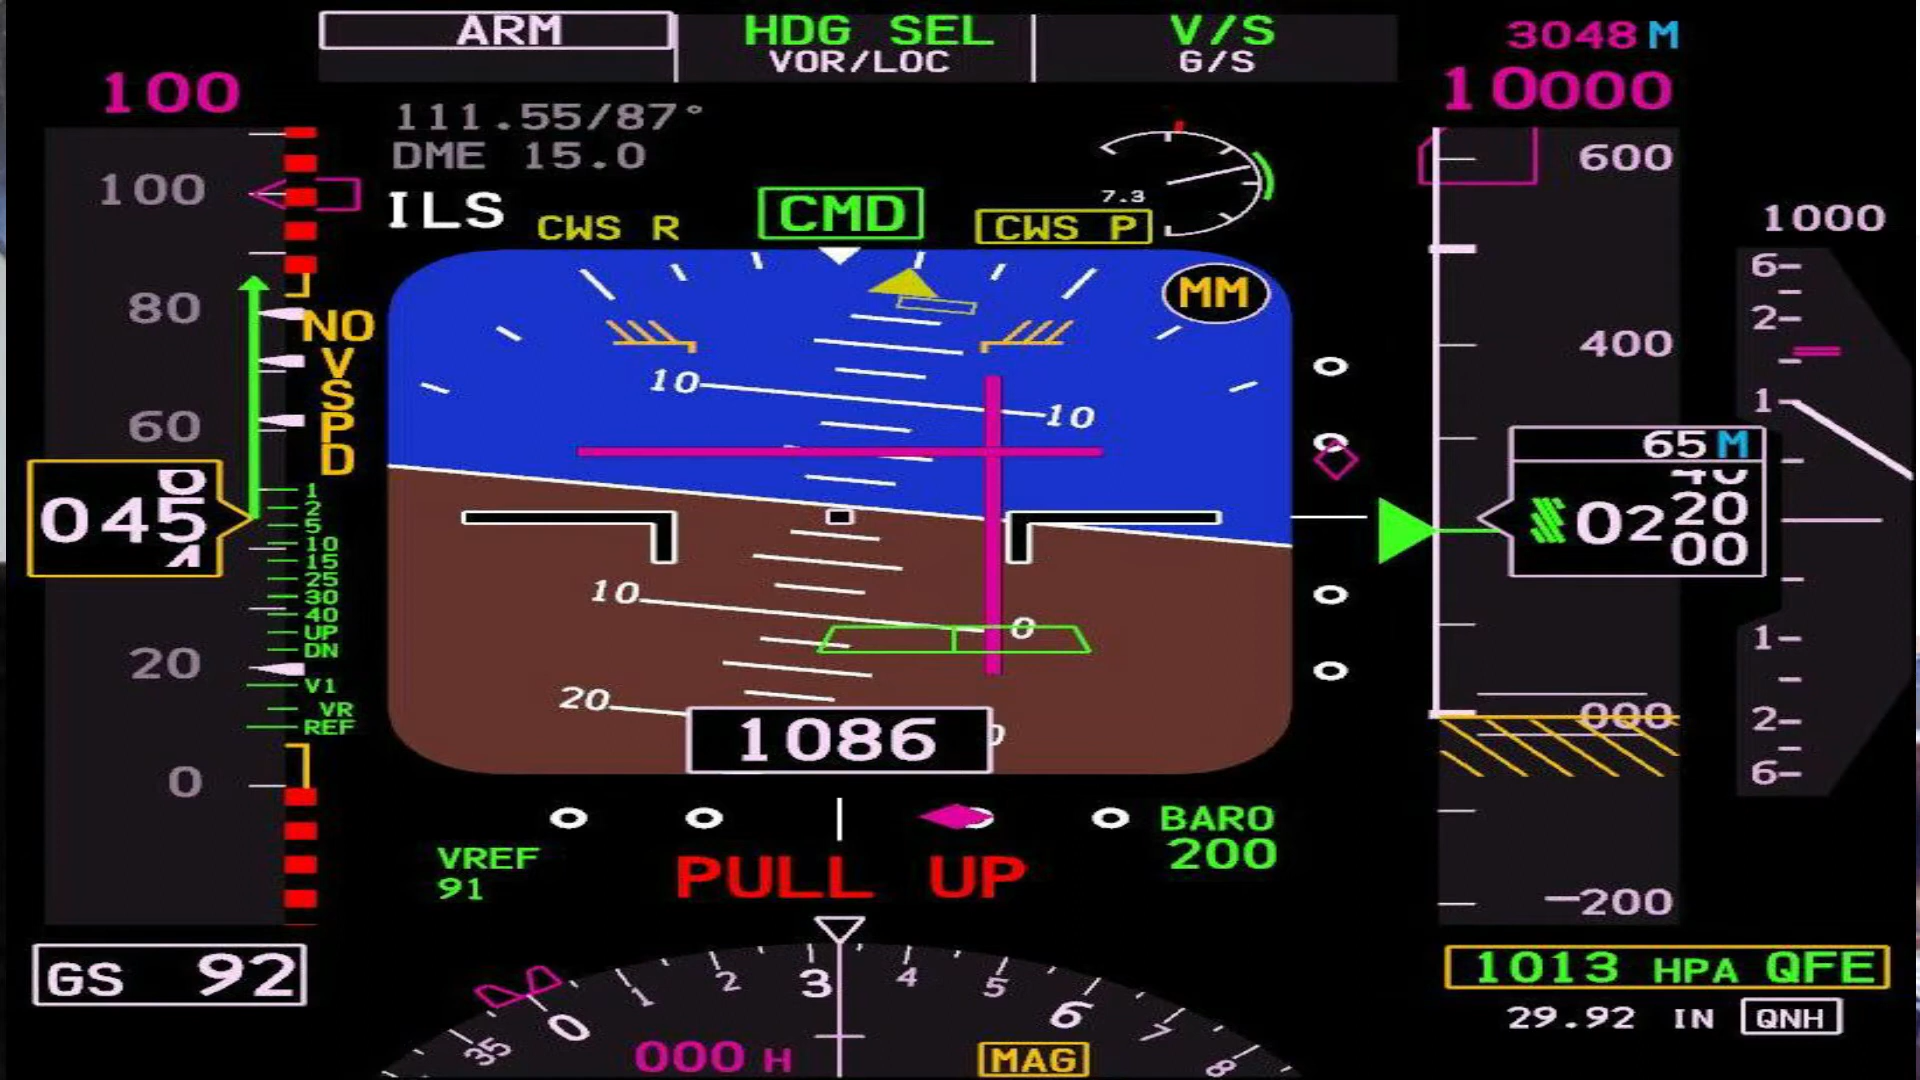 ARM
HDG SEL
V/S
VOR/LOC
G/S
3048 M
100
10000
111.55/87°
DME 15.0
ILS
CWS R
CMD
CWS P
7.3
MM
100
80
60
20
0
NO
V
S
P
D
045
1
2
5
10
15
25
30
40
UP
DN
V1
VR
REF
10
10
10
0
20
1086
600
400
65 M
02
20
00
000
-200
1000
6
2
1
1
2
6
VREF
91
PULL UP
BARO
200
GS 92
35
0
1
2
3
4
5
6
7
8
000 H
MAG
1013 HPA QFE
29.92 IN QNH